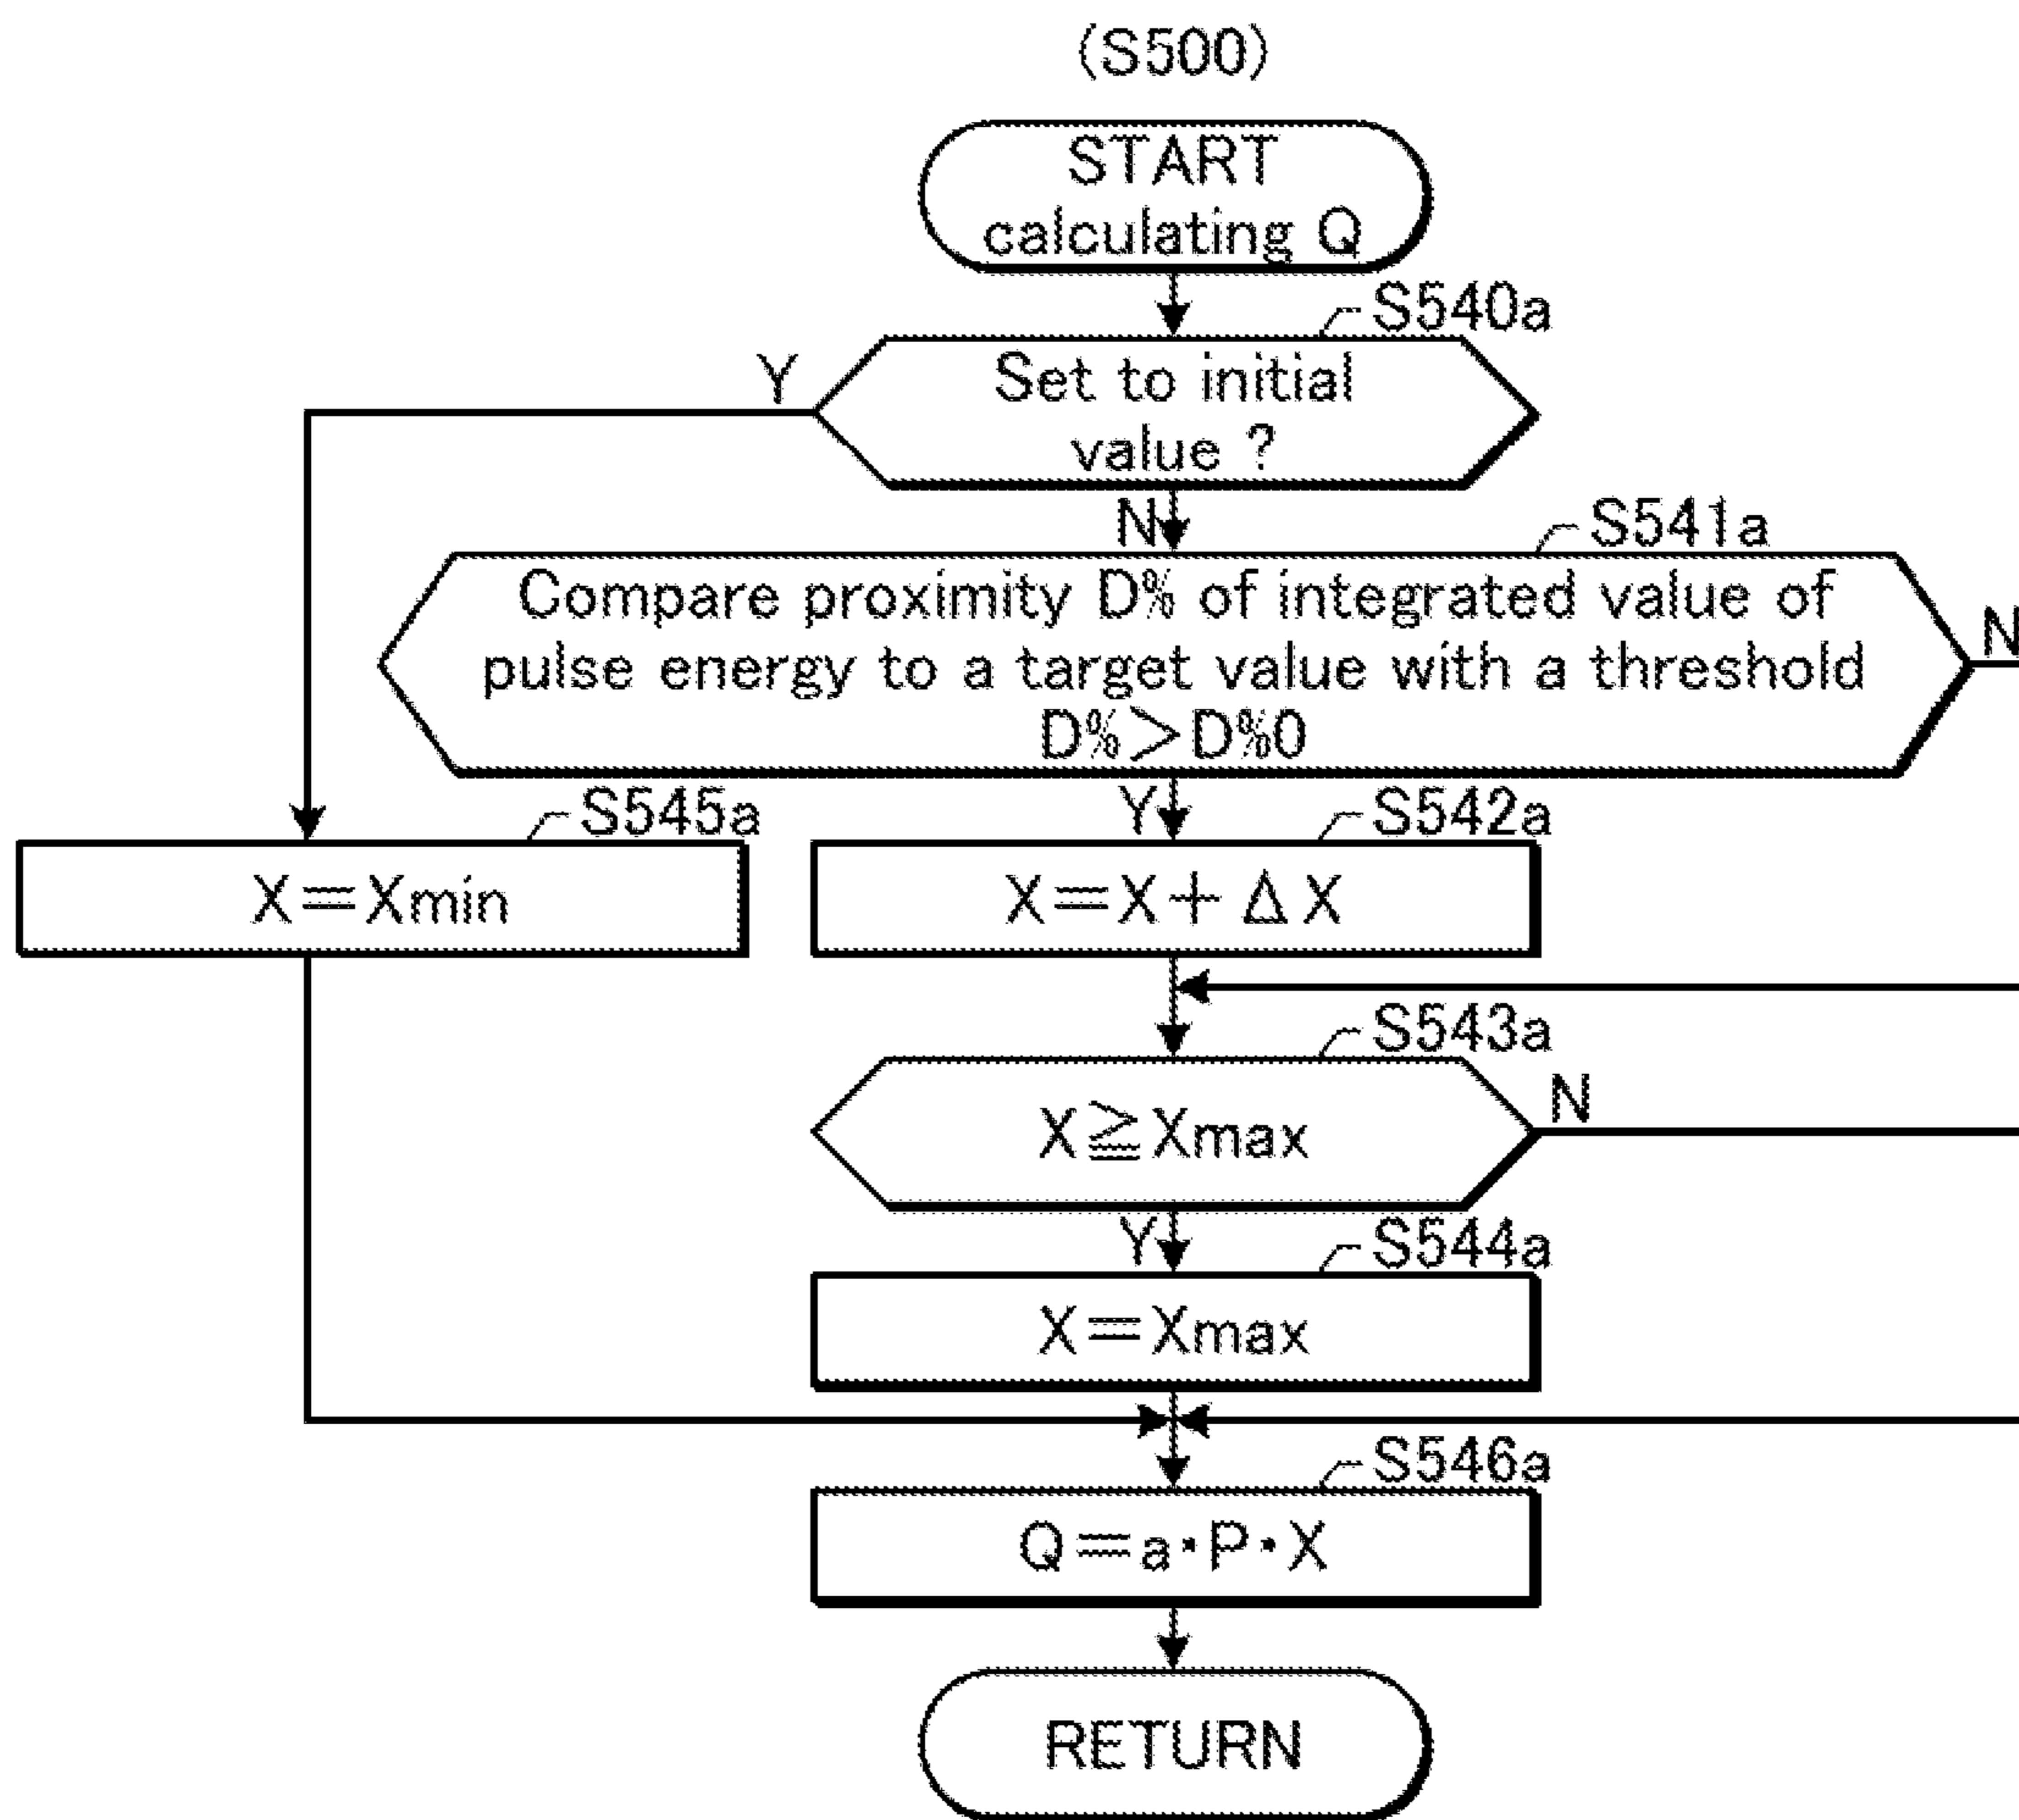 (S500)
START
calculating Q
S540a
Y
Set to initial
value ?
N
S541a
Compare proximity D% of integrated value of
pulse energy to a target value with a threshold
D%>D%0
N
Y
S545a
S542a
X=Xmin
X=X+ΔX
S543a
X≧Xmax
N
Y
S544a
X=Xmax
S546a
Q=a·P·X
RETURN